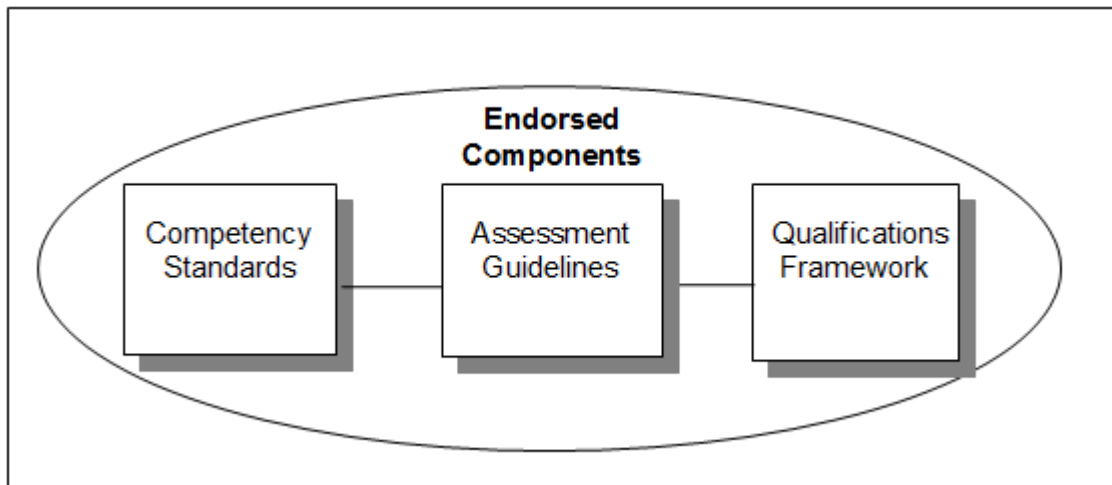 Endorsed
Components
Competency
Standards
Assessment
Guidelines
Qualifications
Framework